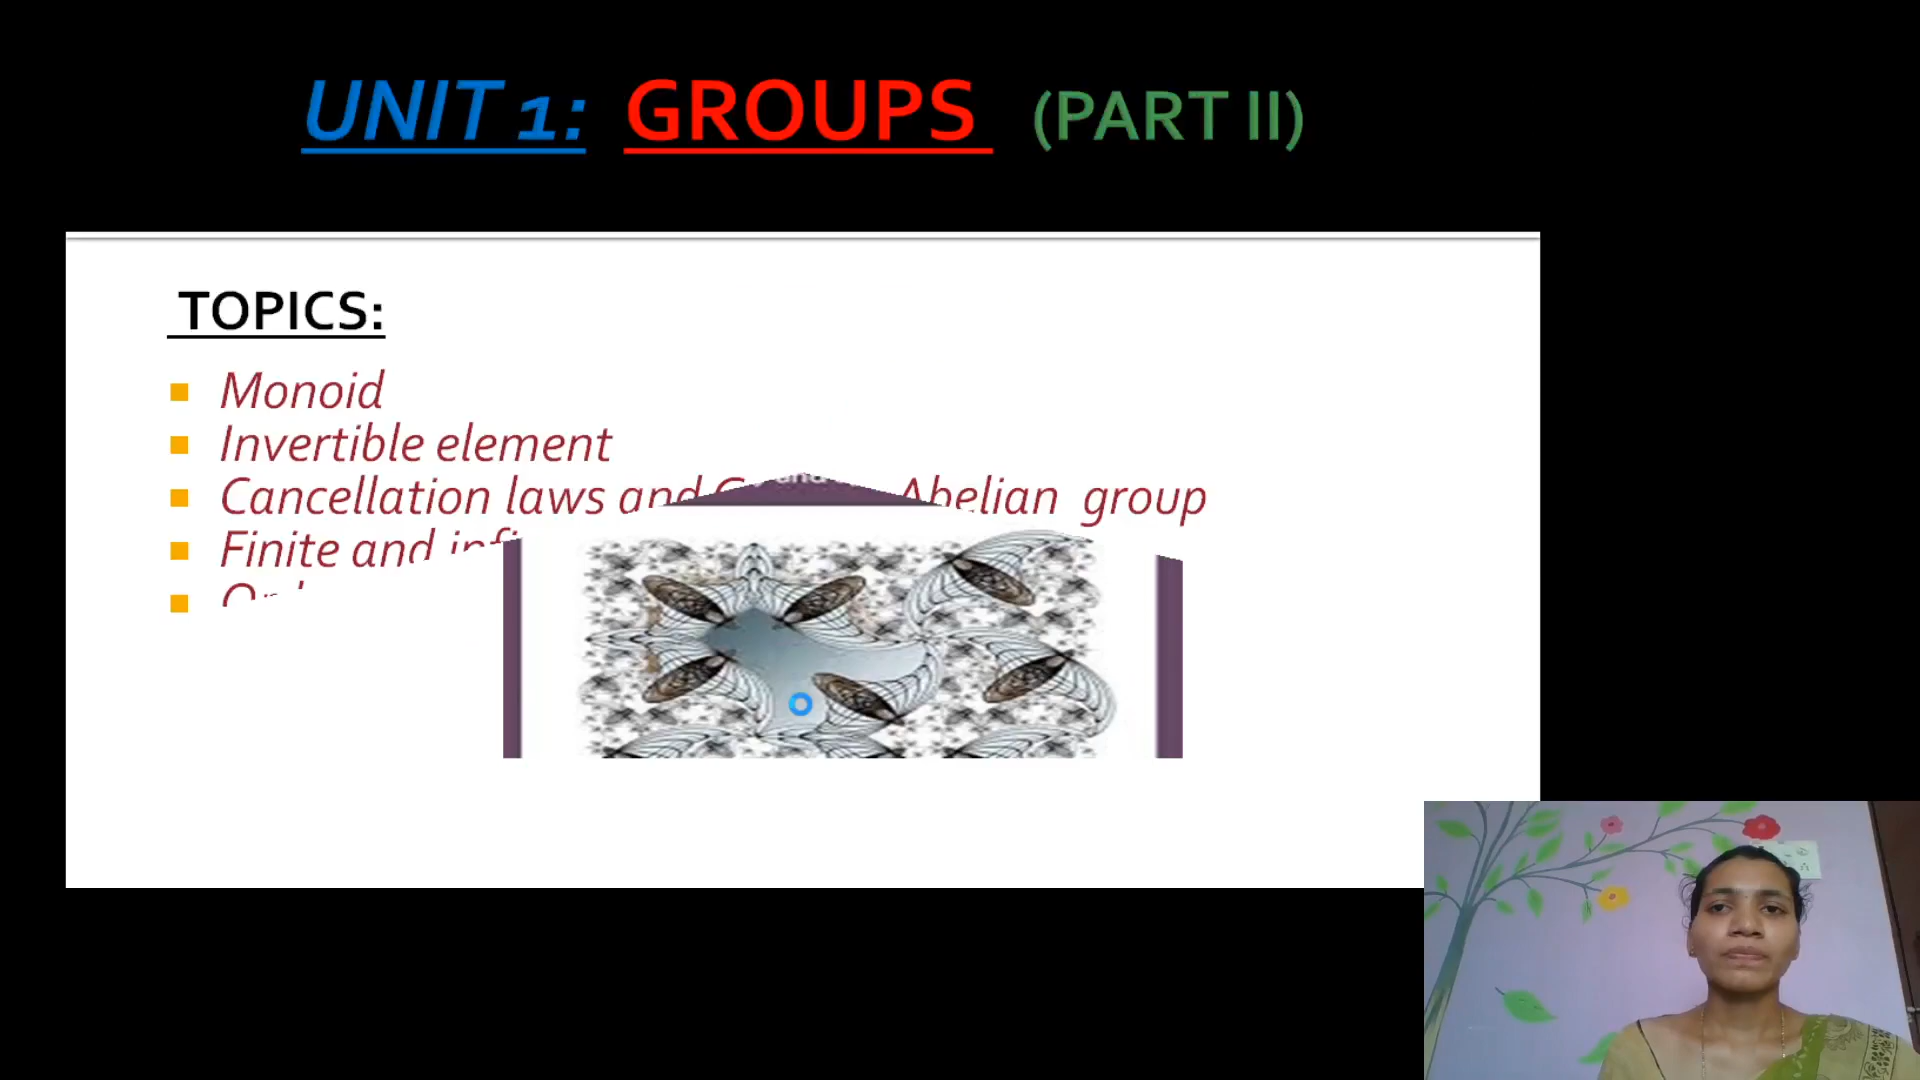 UNIT 1: GROUPS (PART II)
TOPICS:
Monoid
Invertible element
Cancellation laws and Abelian group
Finite and